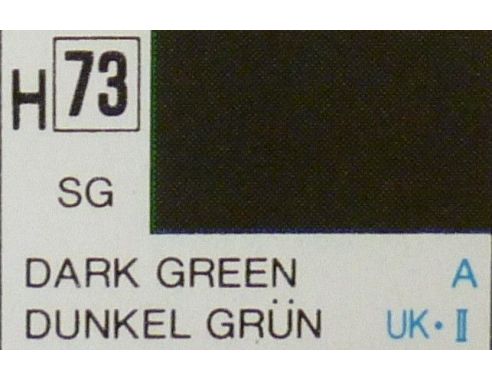 H 73
SG
DARK GREEN A
DUNKEL GRÜN UK・Ⅱ